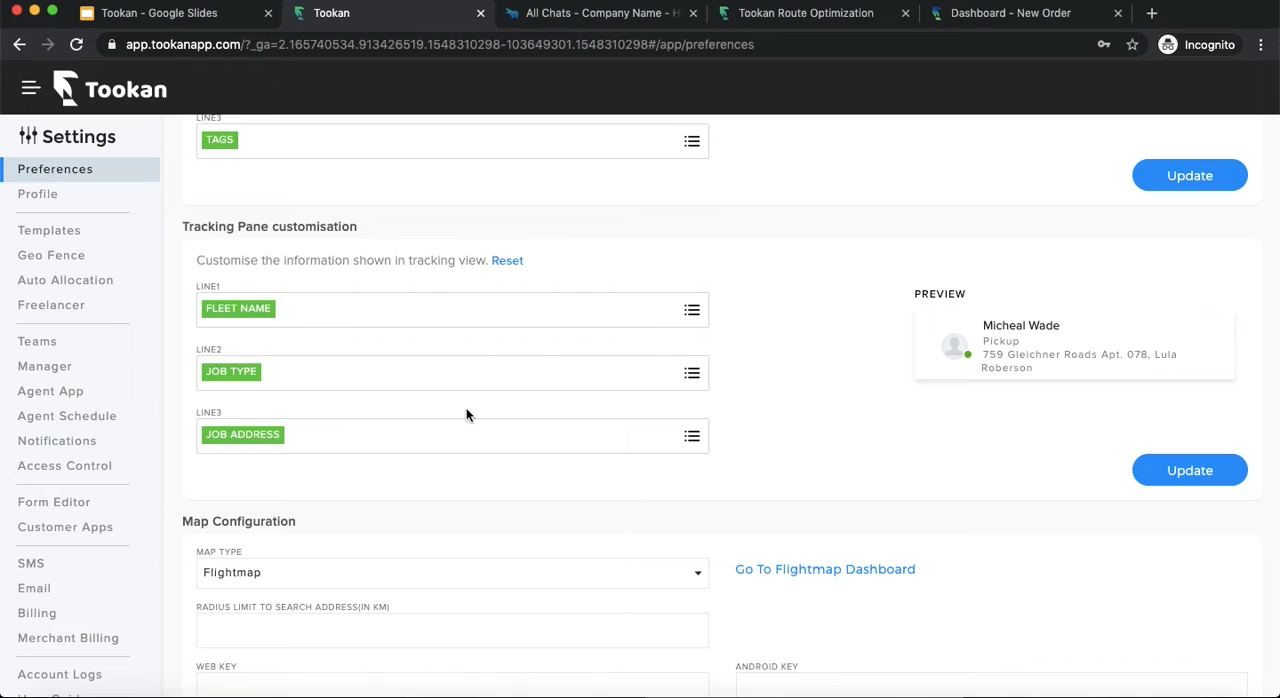 Tookan - Google Slides
Tookan
All Chats - Company Name - H
Tookan Route Optimization
Dashboard - New Order
app.tookanapp.com/?_ga=2.165740534.913426519.1548310298-103649301.1548310298#/app/preferences
Incognito
Tookan
Settings
Preferences
Profile
Templates
Geo Fence
Auto Allocation
Freelancer
Teams
Manager
Agent App
Agent Schedule
Notifications
Access Control
Form Editor
Customer Apps
SMS
Email
Billing
Merchant Billing
Account Logs
LINE3
TAGS
Update
Tracking Pane customisation
Customise the information shown in tracking view. Reset
LINE1
FLEET NAME
LINE2
JOB TYPE
LINE3
JOB ADDRESS
PREVIEW
Micheal Wade
Pickup
759 Gleichner Roads Apt. 078, Lula
Roberson
Update
Map Configuration
MAP TYPE
Flightmap
Go To Flightmap Dashboard
RADIUS LIMIT TO SEARCH ADDRESS(IN KM)
WEB KEY
ANDROID KEY